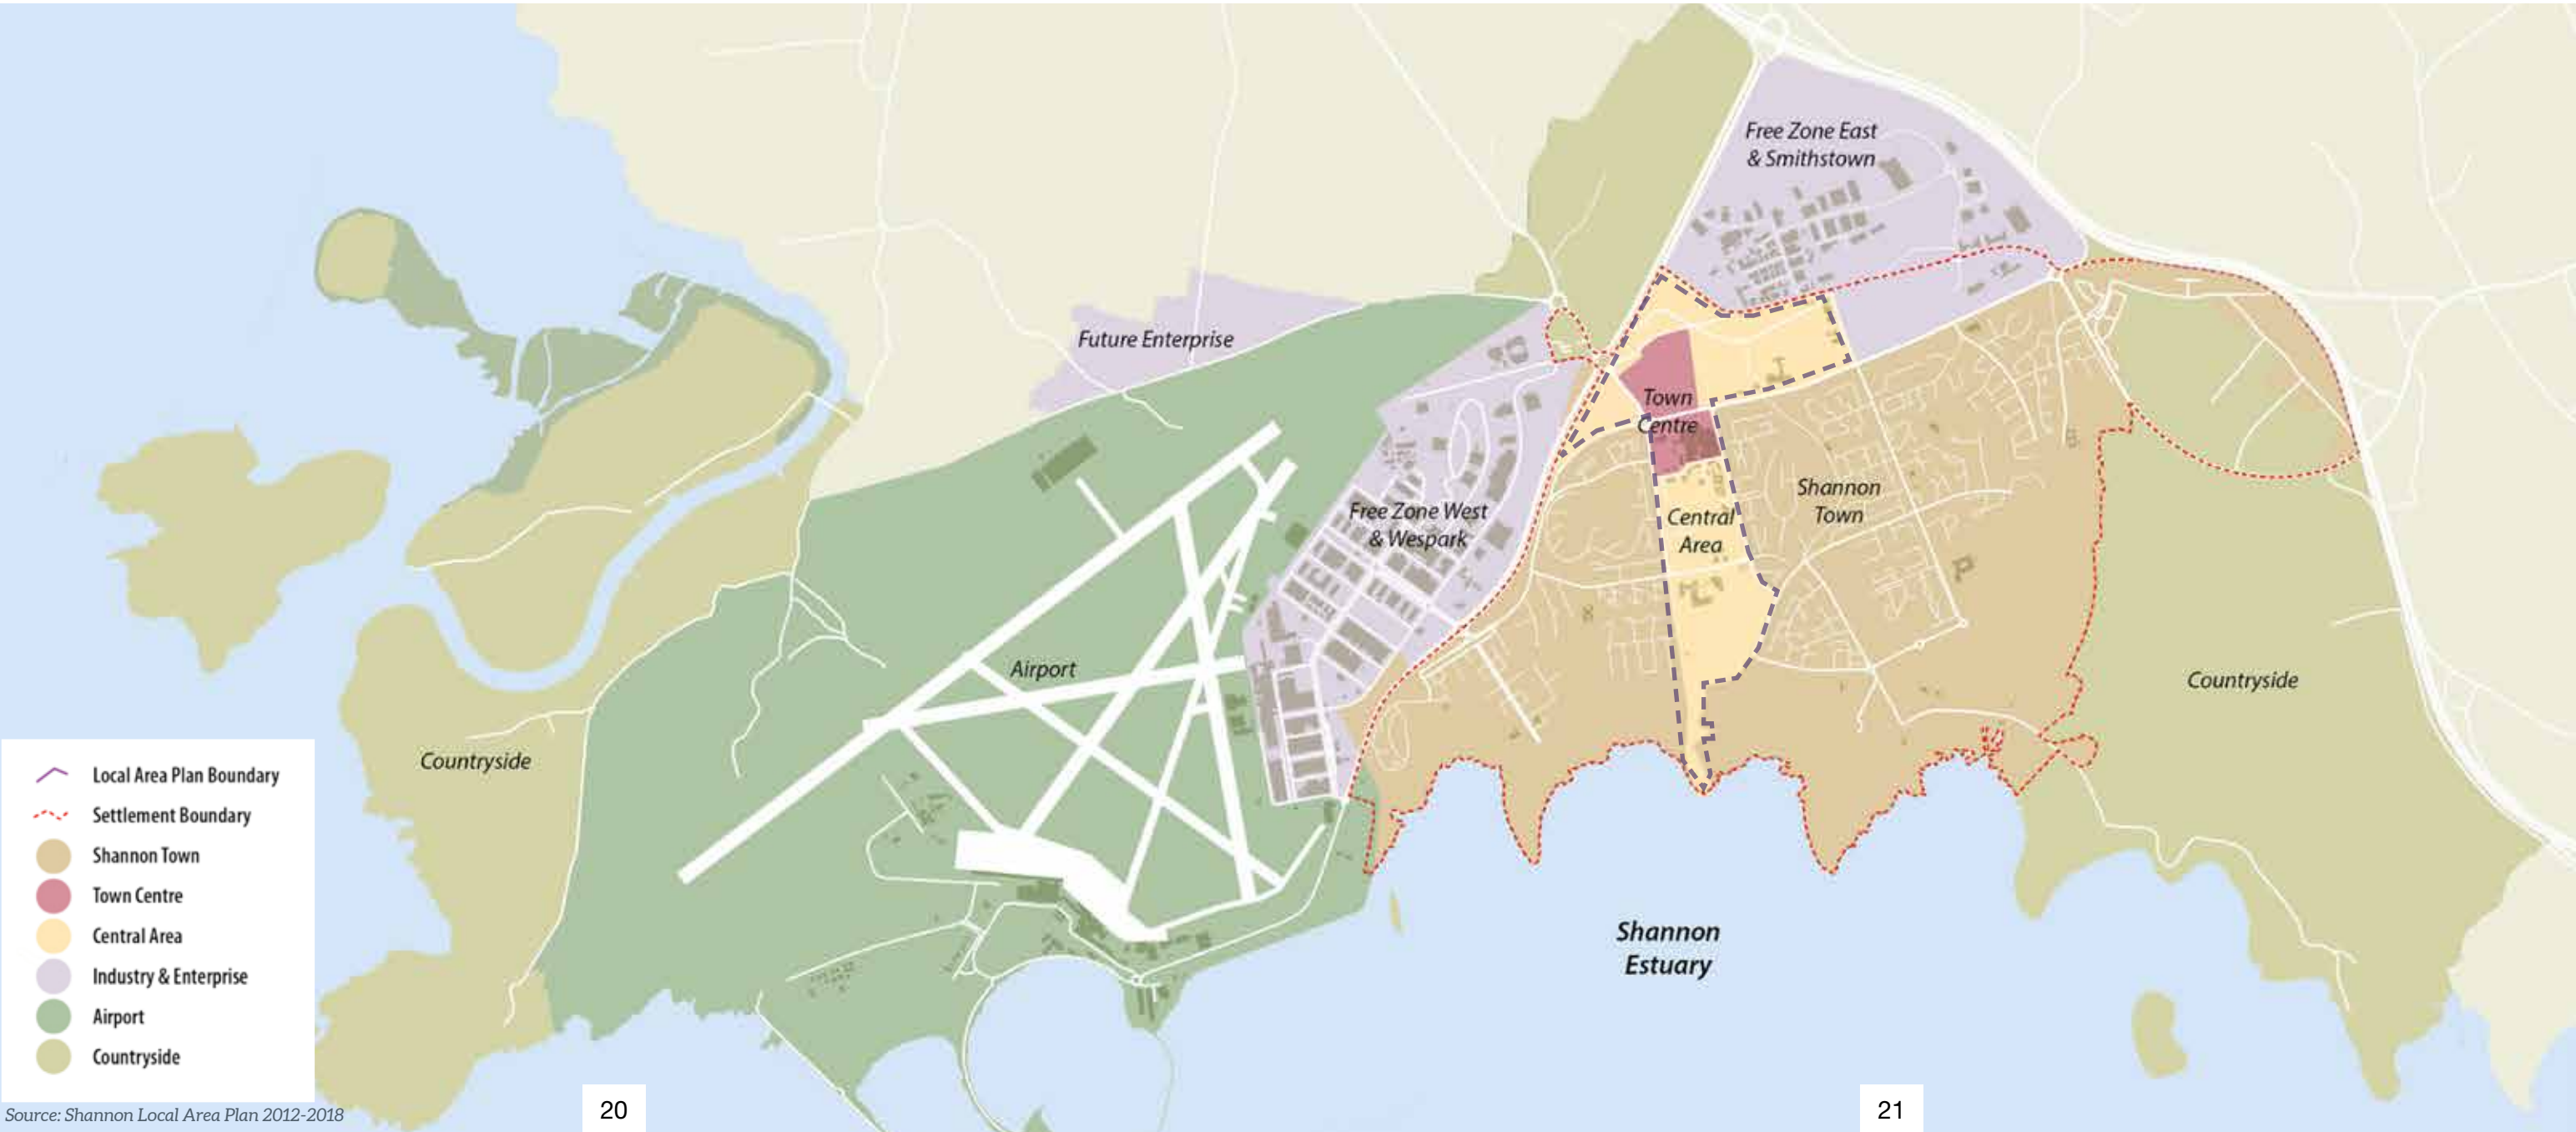 Free Zone East
& Smithstown
Future Enterprise
Town
Centre
Shannon
Town
Free Zone West
& Wespark
Central
Area
Airport
Countryside
Countryside
Shannon
Estuary
Local Area Plan Boundary
Settlement Boundary
Shannon Town
Town Centre
Central Area
Industry & Enterprise
Airport
Countryside
Source: Shannon Local Area Plan 2012-2018
20
21